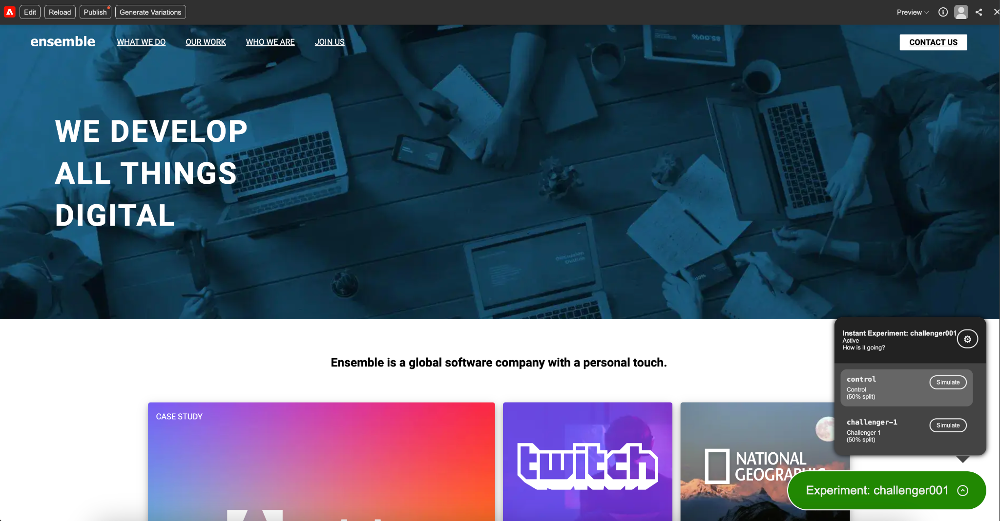 Edit
Reload
Publish
Generate Variations
Preview
ensemble
WHAT WE DO
OUR WORK
WHO WE ARE
JOIN US
CONTACT US
WE DEVELOP
ALL THINGS
DIGITAL
Ensemble is a global software company with a personal touch.
CASE STUDY
twitch
NATIONAL
GEOGRAPHIC
Instant Experiment: challenger001
Active
How is it going?
control
Simulate
Control
(50% split)
challenger-1
Simulate
Challenger 1
(50% split)
Experiment: challenger001